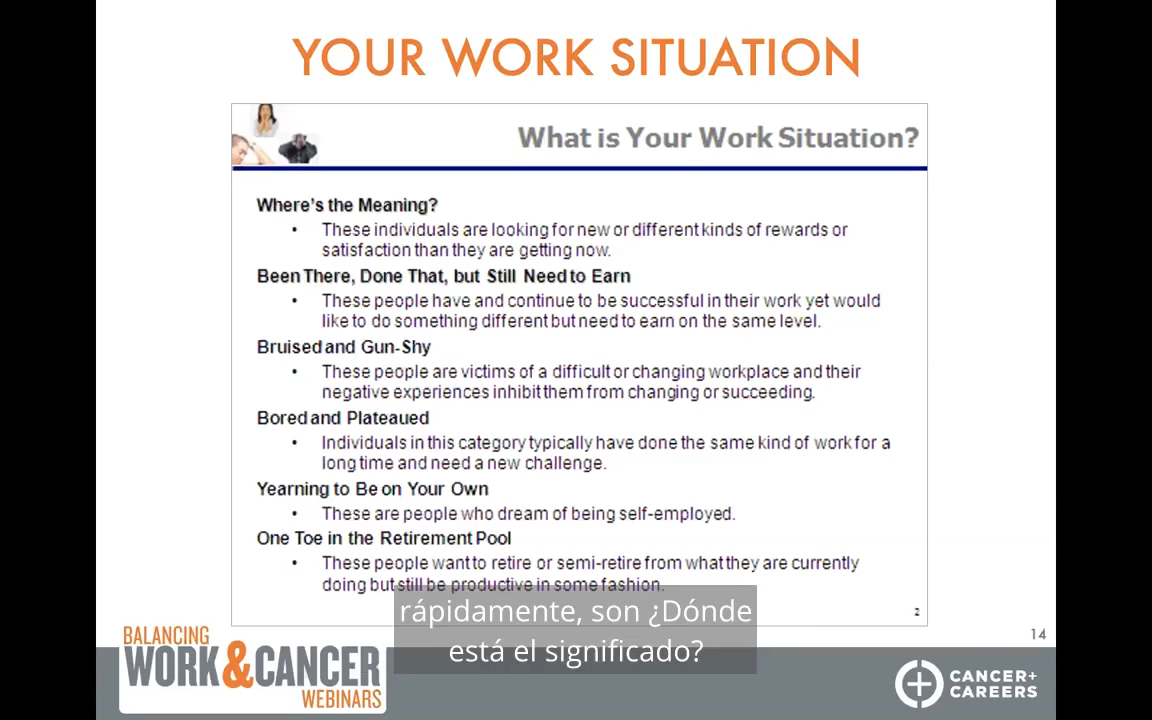 YOUR WORK SITUATION
What is Your Work Situation?
Where's the Meaning?
• These individuals are looking for new or different kinds of rewards or
satisfaction than they are getting now.
Been There, Done That, but Still Need to Earn
• These people have and continue to be successful in their work yet would
like to do something different but need to earn on the same level.
Bruised and Gun-Shy
• These people are victims of a difficult or changing workplace and their
negative experiences inhibit them from changing or succeeding.
Bored and Plateaued
• Individuals in this category typically have done the same kind of work for a
long time and need a new challenge.
Yearning to Be on Your Own
• These are people who dream of being self-employed.
One Toe in the Retirement Pool
• These people want to retire or semi-retire from what they are currently
doing but still be productive in some fashion.
2
rápidamente, son ¿Dónde
está el significado?
14
BALANCING
WORK & CANCER
WEBINARS
CANCER+
CAREERS